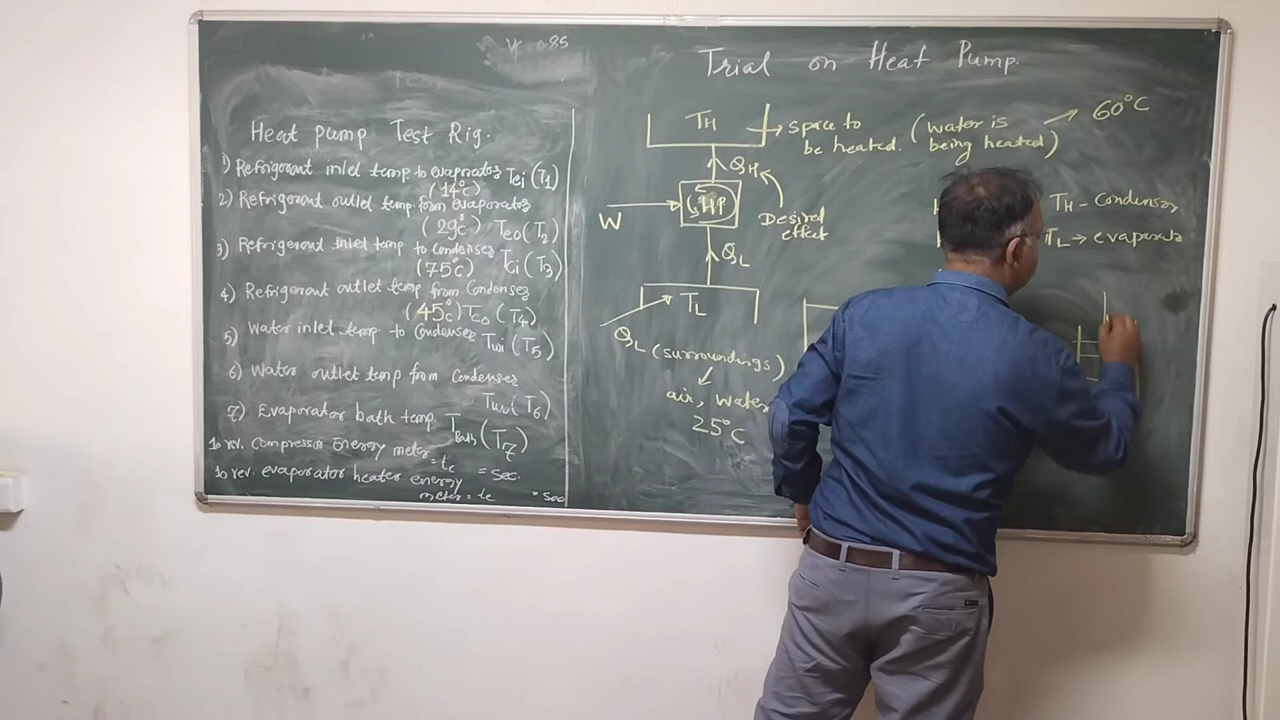 Heat pump Test Rig.
1) Refrigerant inlet temp to evaporator Tei (T1)
(14°c)
2) Refrigerant outlet temp. from evaporator
(29°c) Teo (T2)
3) Refrigerant inlet temp to Condenser
(75°c) Tci (T3)
4) Refrigerant outlet temp from Condenser
(45°c) Tco (T4)
5) Water inlet temp to Condenser Twi (T5)
6) Water outlet temp from Condenser
Two (T6)
7) Evaporator bath temp. TBath (T7)
10 rev. Compressor Energy meter
= tc = sec.
10 rev. evaporator heater energy
meter = te = sec
Trial on Heat Pump.
TH
space to
be heated.
(water is
being heated)
60°C
QH
HP
W
Desired
effect
QL
TL
QL (surroundings)
air, water
25°C
TH - Condenser
TL → evaporator